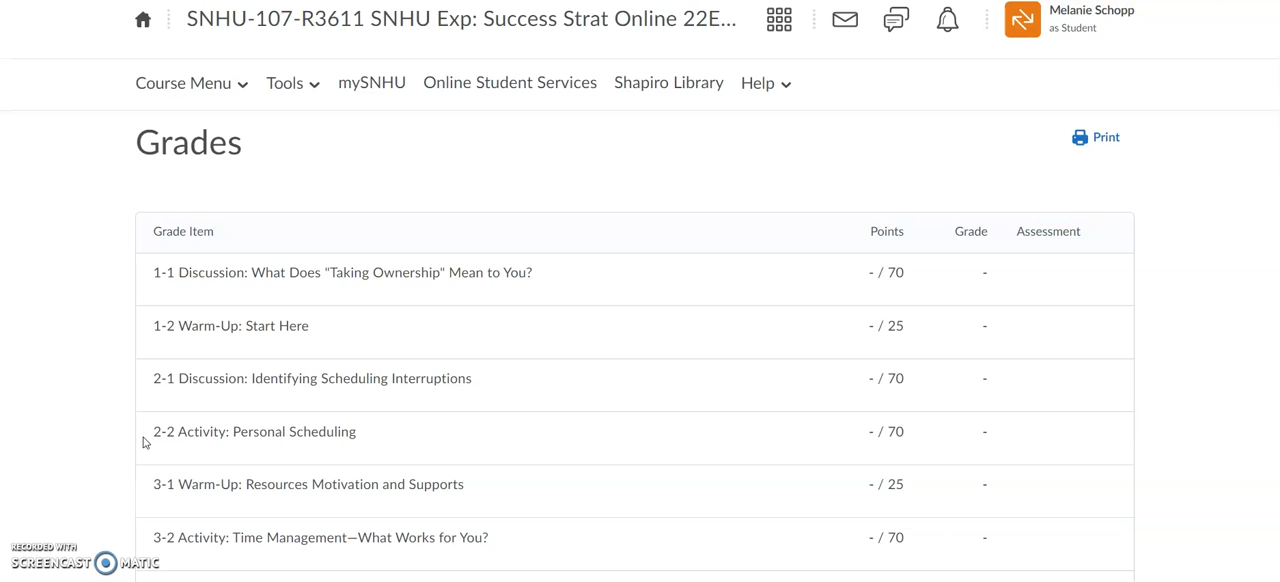 SNHU-107-R3611 SNHU Exp: Success Strat Online 22E...
Melanie Schopp
as Student
Course Menu Tools mySNHU Online Student Services Shapiro Library Help
Grades
Print
Grade Item Points Grade Assessment
1-1 Discussion: What Does "Taking Ownership" Mean to You? - / 70 -
1-2 Warm-Up: Start Here - / 25 -
2-1 Discussion: Identifying Scheduling Interruptions - / 70 -
2-2 Activity: Personal Scheduling - / 70 -
3-1 Warm-Up: Resources Motivation and Supports - / 25 -
3-2 Activity: Time Management—What Works for You? - / 70 -
RECORDED WITH
SCREENCAST MATIC